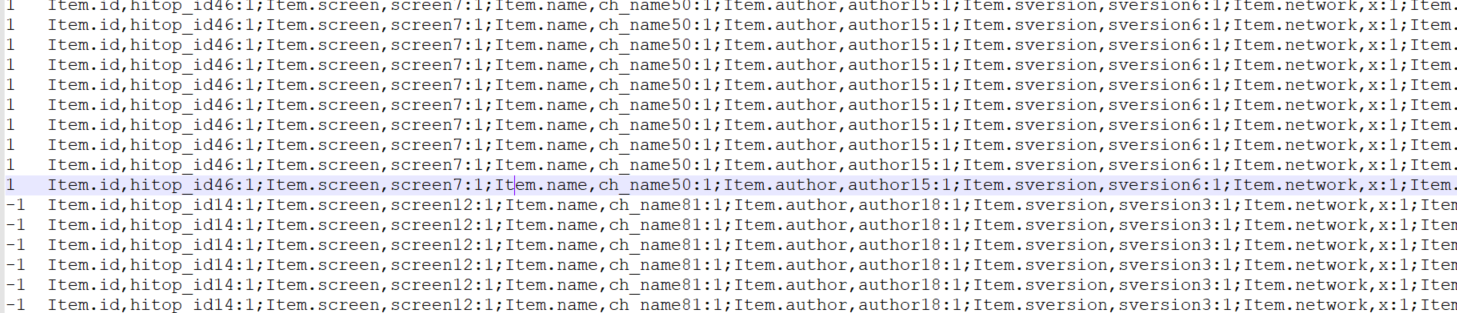 1 Item.id,hitop_id46:1;Item.screen,screen7:1;Item.name,ch_name50:1;Item.author,author15:1;Item.sversion,sversion6:1;Item.network,x:1;Item.
1 Item.id,hitop_id46:1;Item.screen,screen7:1;Item.name,ch_name50:1;Item.author,author15:1;Item.sversion,sversion6:1;Item.network,x:1;Item.
1 Item.id,hitop_id46:1;Item.screen,screen7:1;Item.name,ch_name50:1;Item.author,author15:1;Item.sversion,sversion6:1;Item.network,x:1;Item.
1 Item.id,hitop_id46:1;Item.screen,screen7:1;Item.name,ch_name50:1;Item.author,author15:1;Item.sversion,sversion6:1;Item.network,x:1;Item.
1 Item.id,hitop_id46:1;Item.screen,screen7:1;Item.name,ch_name50:1;Item.author,author15:1;Item.sversion,sversion6:1;Item.network,x:1;Item.
1 Item.id,hitop_id46:1;Item.screen,screen7:1;Item.name,ch_name50:1;Item.author,author15:1;Item.sversion,sversion6:1;Item.network,x:1;Item.
1 Item.id,hitop_id46:1;Item.screen,screen7:1;Item.name,ch_name50:1;Item.author,author15:1;Item.sversion,sversion6:1;Item.network,x:1;Item.
1 Item.id,hitop_id46:1;Item.screen,screen7:1;Item.name,ch_name50:1;Item.author,author15:1;Item.sversion,sversion6:1;Item.network,x:1;Item.
1 Item.id,hitop_id46:1;Item.screen,screen7:1;Item.name,ch_name50:1;Item.author,author15:1;Item.sversion,sversion6:1;Item.network,x:1;Item.
1 Item.id,hitop_id46:1;Item.screen,screen7:1;Item.name,ch_name50:1;Item.author,author15:1;Item.sversion,sversion6:1;Item.network,x:1;Item.
-1 Item.id,hitop_id14:1;Item.screen,screen12:1;Item.name,ch_name81:1;Item.author,author18:1;Item.sversion,sversion3:1;Item.network,x:1;Item
-1 Item.id,hitop_id14:1;Item.screen,screen12:1;Item.name,ch_name81:1;Item.author,author18:1;Item.sversion,sversion3:1;Item.network,x:1;Item
-1 Item.id,hitop_id14:1;Item.screen,screen12:1;Item.name,ch_name81:1;Item.author,author18:1;Item.sversion,sversion3:1;Item.network,x:1;Item
-1 Item.id,hitop_id14:1;Item.screen,screen12:1;Item.name,ch_name81:1;Item.author,author18:1;Item.sversion,sversion3:1;Item.network,x:1;Item
-1 Item.id,hitop_id14:1;Item.screen,screen12:1;Item.name,ch_name81:1;Item.author,author18:1;Item.sversion,sversion3:1;Item.network,x:1;Item
-1 Item.id,hitop_id14:1;Item.screen,screen12:1;Item.name,ch_name81:1;Item.author,author18:1;Item.sversion,sversion3:1;Item.network,x:1;Item